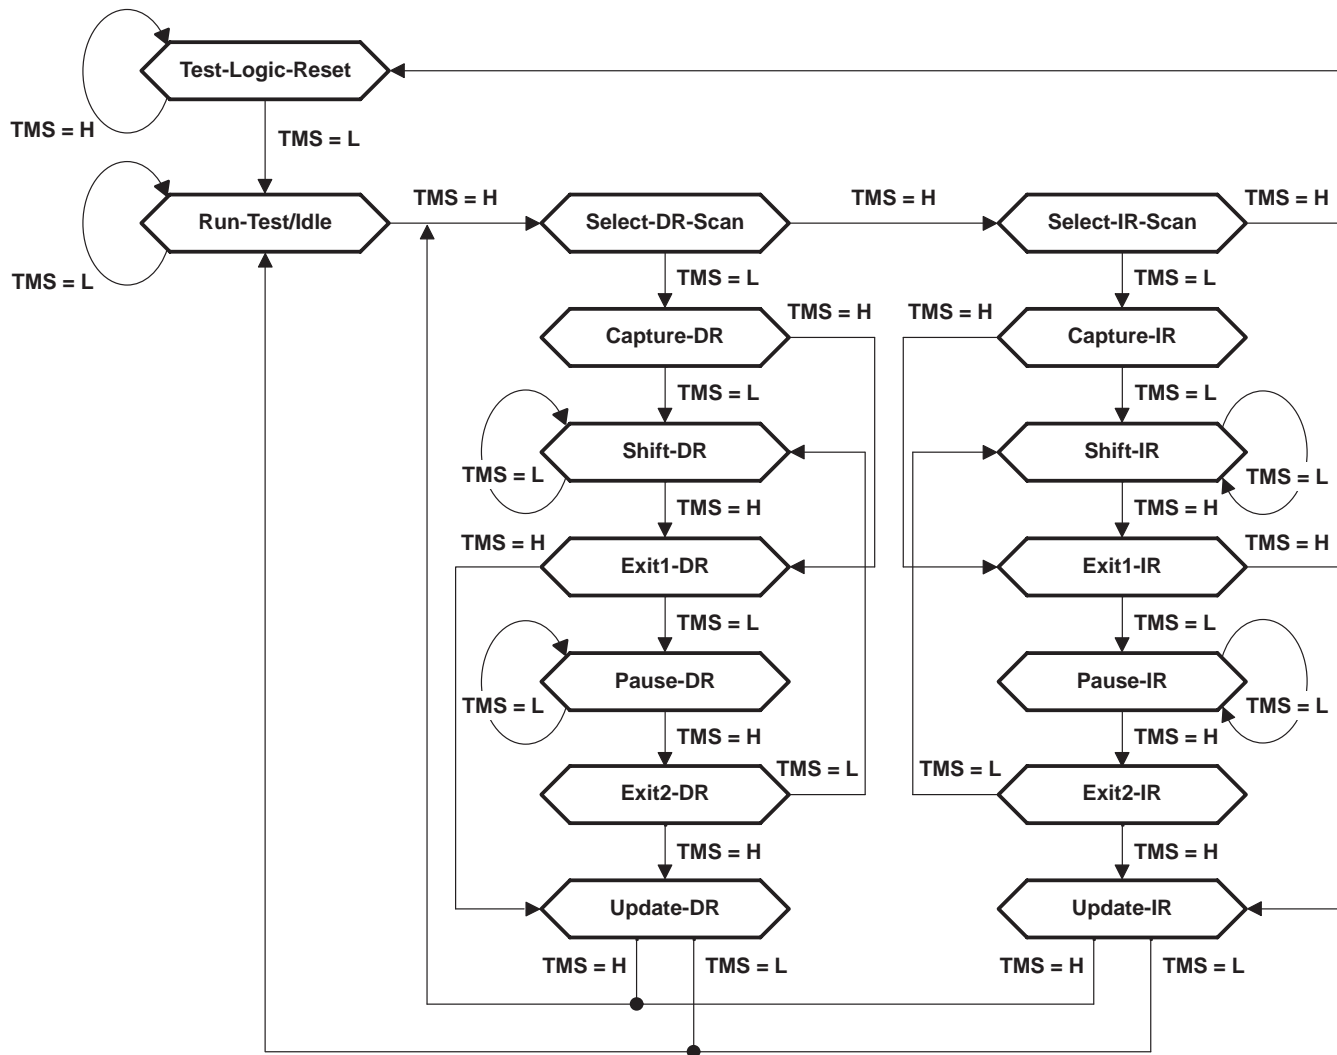 Test-Logic-Reset
TMS = H
TMS = L
Run-Test/Idle
TMS = H
Select-DR-Scan
TMS = H
Select-IR-Scan
TMS = H
TMS = L
TMS = L
TMS = L
Capture-DR
TMS = H
TMS = H
Capture-IR
TMS = L
TMS = L
Shift-DR
Shift-IR
TMS = L
TMS = L
TMS = H
TMS = H
TMS = H
Exit1-DR
Exit1-IR
TMS = H
TMS = L
TMS = L
Pause-DR
Pause-IR
TMS = L
TMS = L
TMS = H
TMS = H
Exit2-DR
TMS = L
TMS = L
Exit2-IR
TMS = H
TMS = H
Update-DR
Update-IR
TMS = H
TMS = L
TMS = H
TMS = L